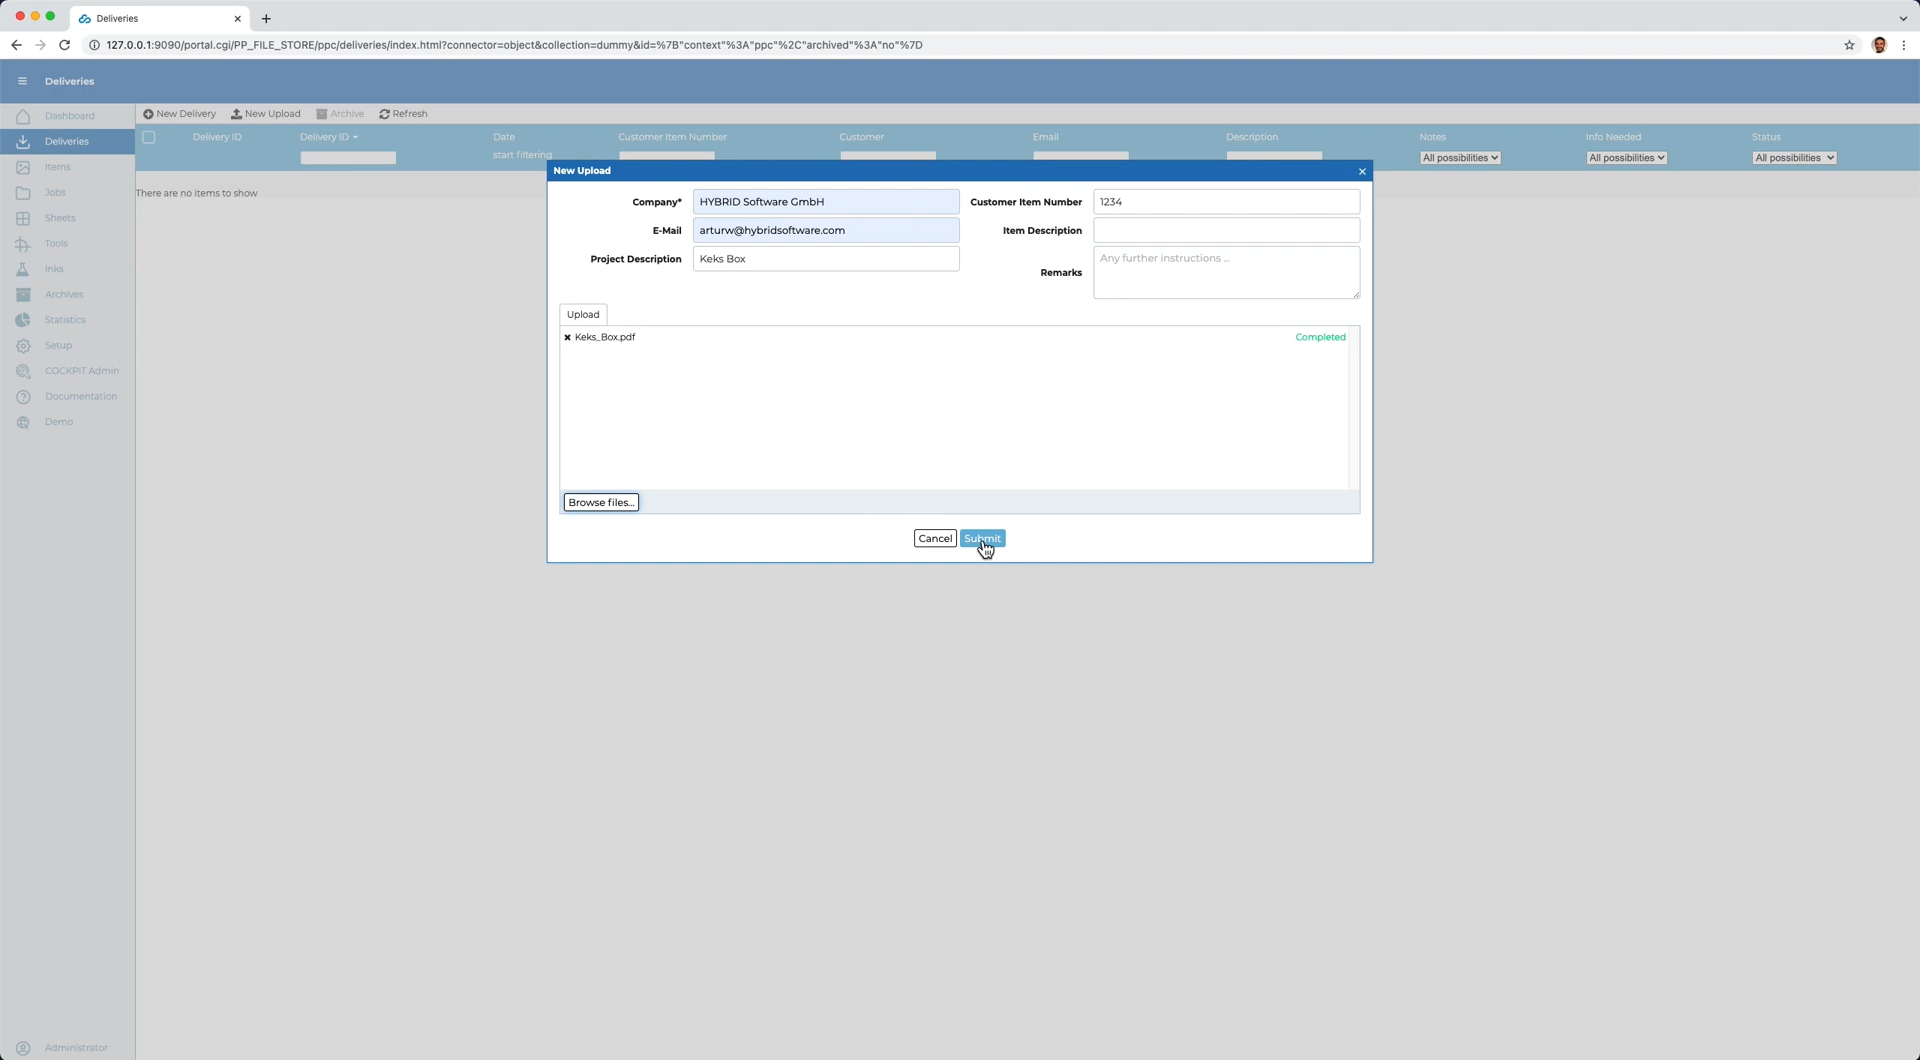 Deliveries
127.0.0.1:9090/portal.cgi/PP_FILE_STORE/ppc/deliveries/index.html?connector=object&collection=dummy&id=%7B"context"%3A"ppc"%2C"archived"%3A"no"%7D
Deliveries
Dashboard
Deliveries
Items
Jobs
Sheets
Tools
Inks
Archives
Statistics
Setup
COCKPIT Admin
Documentation
Demo
Administrator
New Delivery New Upload Archive Refresh
Delivery ID Delivery ID Date Customer Item Number Customer Email Description Notes Info Needed Status
start filtering All possibilities All possibilities All possibilities
There are no items to show
New Upload
Company* HYBRID Software GmbH Customer Item Number 1234
E-Mail arturw@hybridsoftware.com Item Description
Project Description Keks Box Remarks Any further instructions ...
Upload
Keks_Box.pdf Completed
Browse files...
Cancel Submit